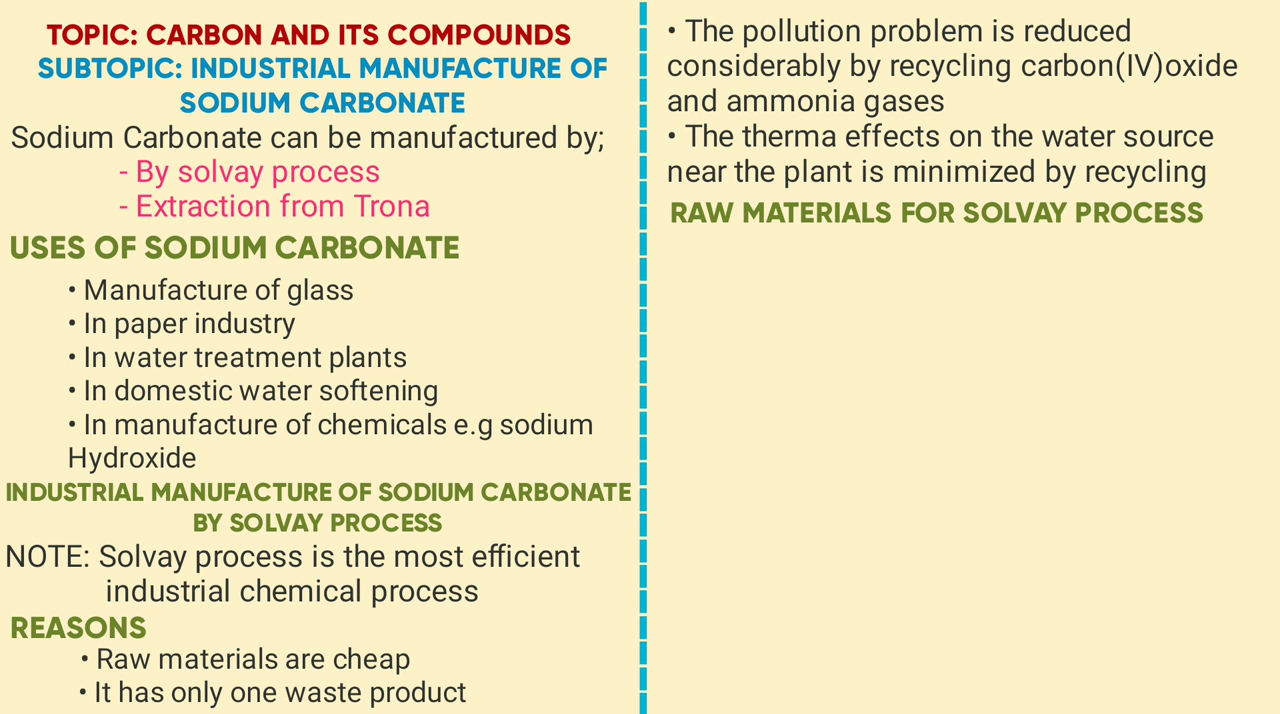 TOPIC: CARBON AND ITS COMPOUNDS
SUBTOPIC: INDUSTRIAL MANUFACTURE OF
SODIUM CARBONATE
Sodium Carbonate can be manufactured by;
- By solvay process
- Extraction from Trona
USES OF SODIUM CARBONATE
• Manufacture of glass
• In paper industry
• In water treatment plants
• In domestic water softening
• In manufacture of chemicals e.g sodium
Hydroxide
INDUSTRIAL MANUFACTURE OF SODIUM CARBONATE
BY SOLVAY PROCESS
NOTE: Solvay process is the most efficient
industrial chemical process
REASONS
• Raw materials are cheap
• It has only one waste product
• The pollution problem is reduced
considerably by recycling carbon(IV)oxide
and ammonia gases
• The therma effects on the water source
near the plant is minimized by recycling
RAW MATERIALS FOR SOLVAY PROCESS